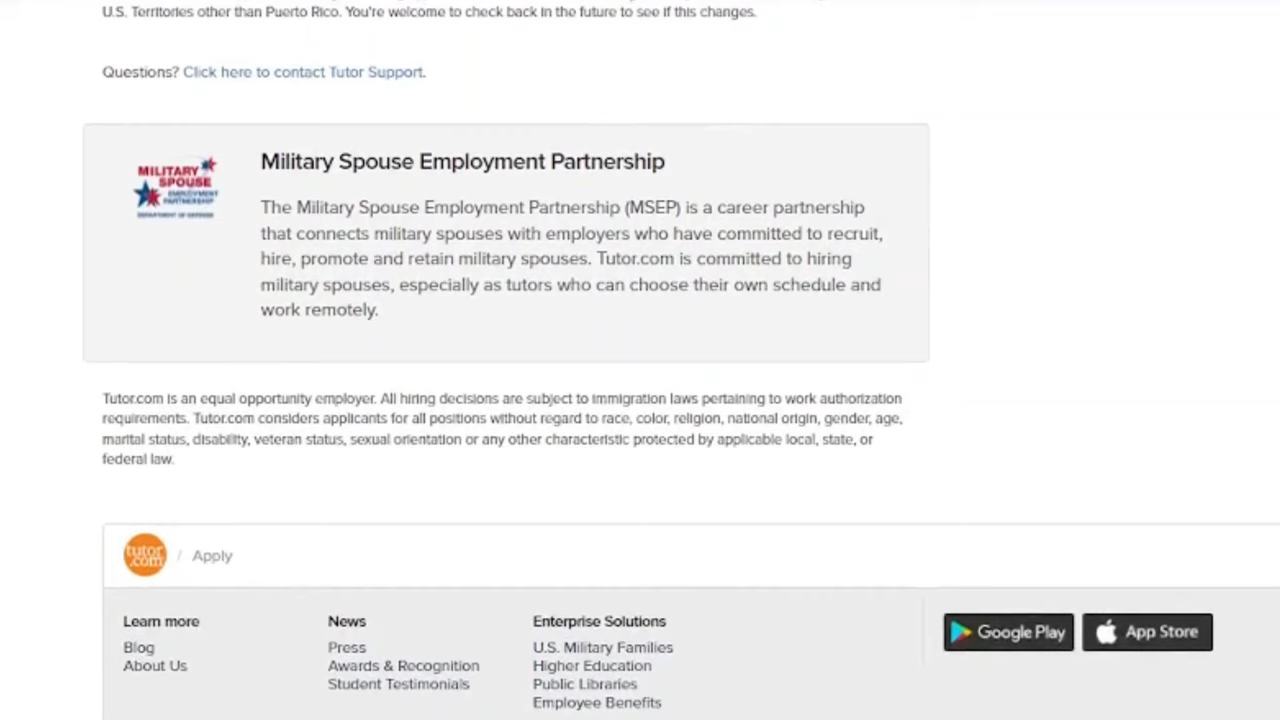 U.S. Territories other than Puerto Rico. You're welcome to check back in the future to see if this changes.
Questions? Click here to contact Tutor Support.
MILITARY
SPOUSE
EMPLOYMENT
PARTNERSHIP
DEPARTMENT OF DEFENSE
Military Spouse Employment Partnership
The Military Spouse Employment Partnership (MSEP) is a career partnership
that connects military spouses with employers who have committed to recruit,
hire, promote and retain military spouses. Tutor.com is committed to hiring
military spouses, especially as tutors who can choose their own schedule and
work remotely.
Tutor.com is an equal opportunity employer. All hiring decisions are subject to immigration laws pertaining to work authorization
requirements. Tutor.com considers applicants for all positions without regard to race, color, religion, national origin, gender, age,
marital status, disability, veteran status, sexual orientation or any other characteristic protected by applicable local, state, or
federal law.
tutor
.com
/ Apply
Learn more
Blog
About Us
News
Press
Awards & Recognition
Student Testimonials
Enterprise Solutions
U.S. Military Families
Higher Education
Public Libraries
Employee Benefits
Google Play
App Store